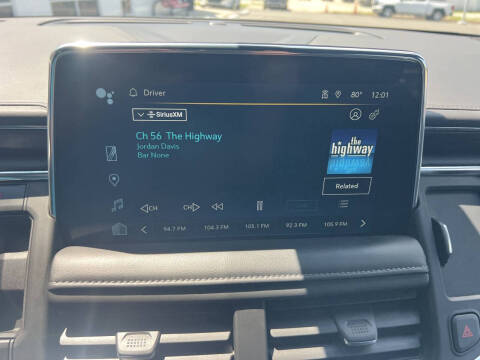 Driver 80° 12:01
SiriusXM
Ch 56 The Highway
Jordan Davis
Bar None
the highway
Related
CH CH
94.7 FM 104.3 FM 105.1 FM 92.3 FM 105.9 FM